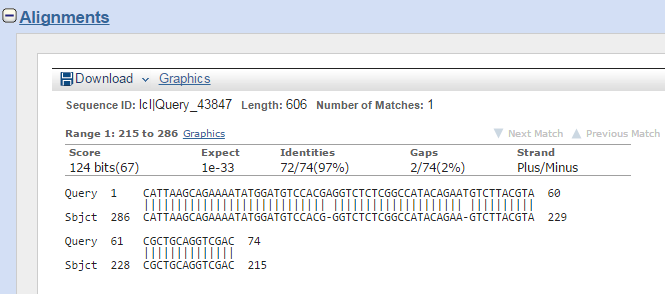 Alignments
Download Graphics
Sequence ID: lcl|Query_43847 Length: 606 Number of Matches: 1
Range 1: 215 to 286 Graphics Next Match Previous Match
Score Expect Identities Gaps Strand
124 bits(67) 1e-33 72/74(97%) 2/74(2%) Plus/Minus
Query 1 CATTAAGCAGAAAATATGGATGTCCACGAGGTCTCTCGGCCATACAGAATGTCTTACGTA 60
Sbjct 286 CATTAAGCAGAAAATATGGATGTCCACG-GGTCTCTCGGCCATACAGAA-GTCTTACGTA 229
Query 61 CGCTGCAGGTCGAC 74
Sbjct 228 CGCTGCAGGTCGAC 215